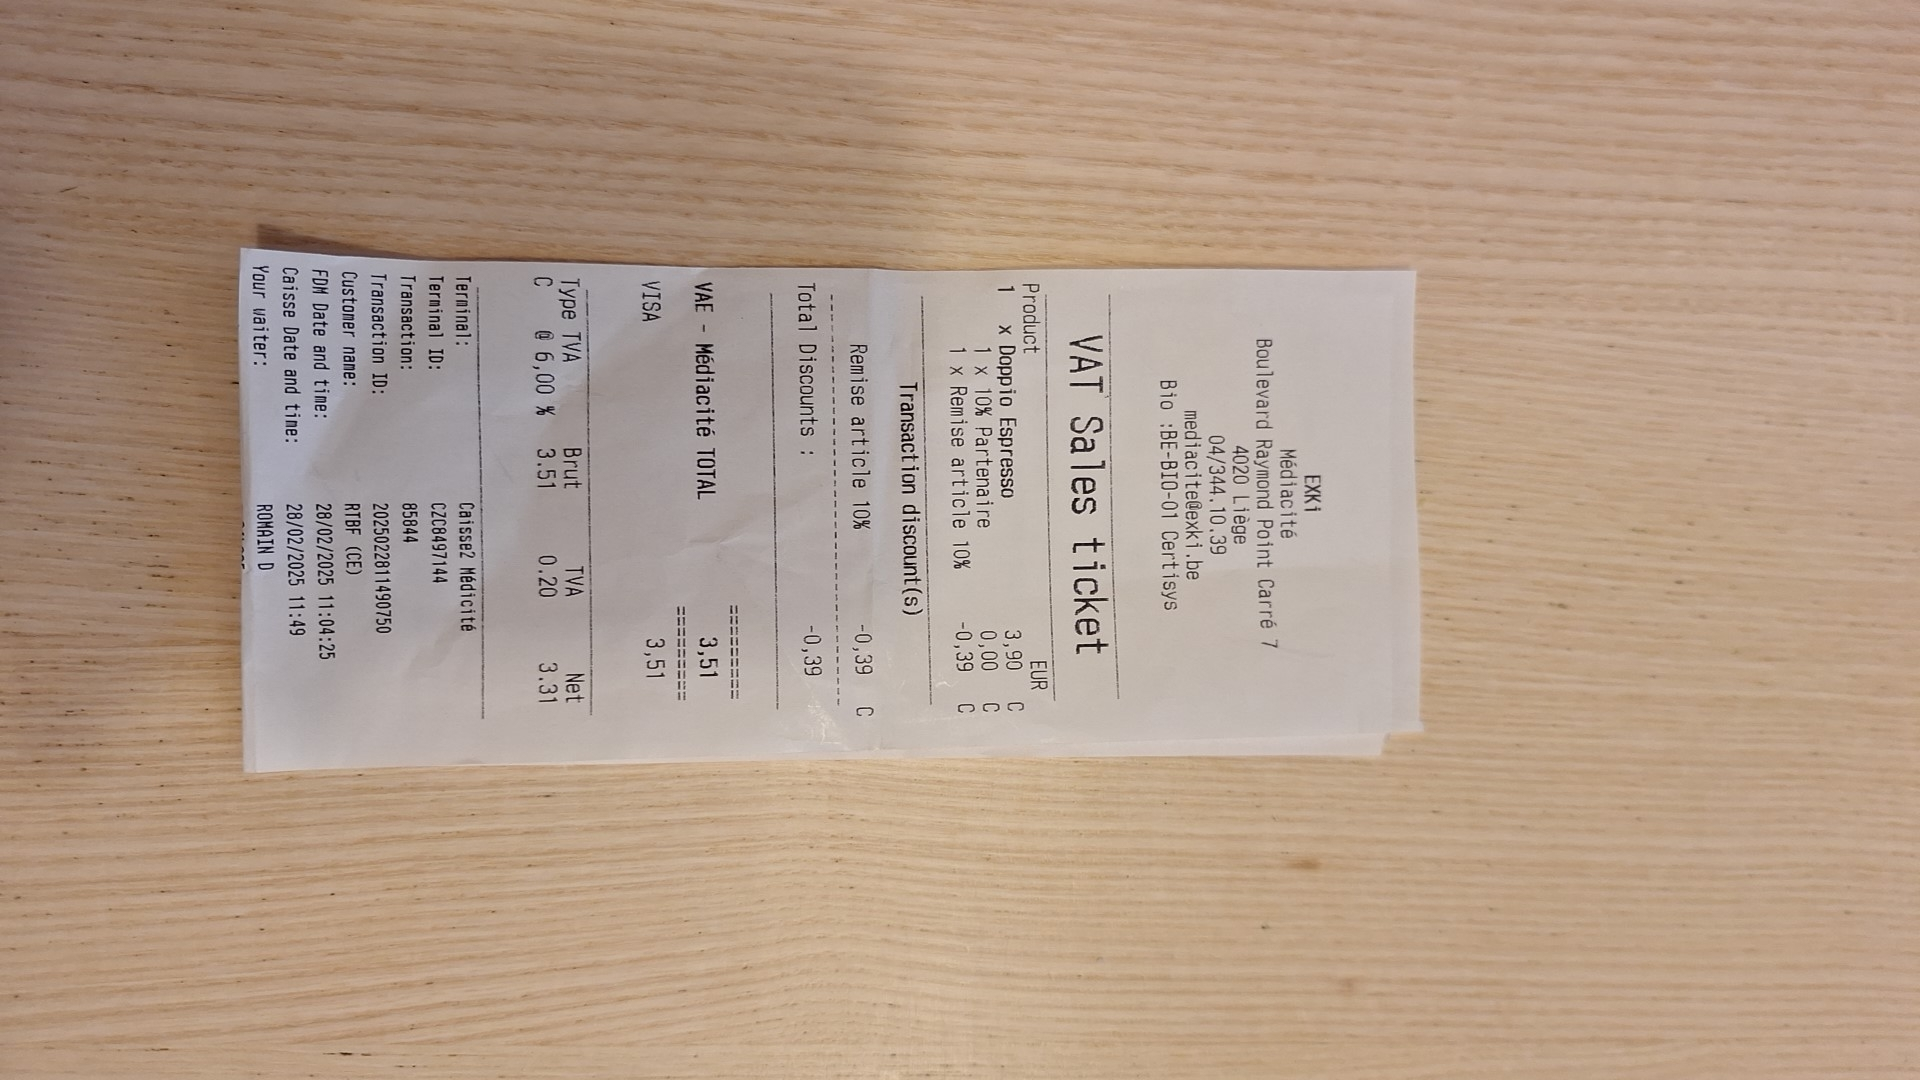 EXKi
Médiacité
Boulevard Raymond Point Carré 7
4020 Liège
04/344.10.39
mediacite@exki.be
Bio :BE-BIO-01 Certisys
VAT Sales ticket
Product EUR
1 x Doppio Espresso 3,90 C
1 x 10% Partenaire 0,00 C
1 x Remise article 10% -0,39 C
Transaction discount(s)
Remise article 10% -0,39 C
Total Discounts : -0,39
========
VAE - Médiacité TOTAL 3,51
========
VISA 3,51
Type TVA Brut TVA Net
C @ 6,00 % 3.51 0.20 3.31
Terminal: Caisse2 Médicité
Terminal ID: CZC8497144
Transaction: 85844
Transaction ID: 20250228111490750
Customer name: RTBF (CE)
FDM Date and time: 28/02/2025 11:04:25
Caisse Date and time: 28/02/2025 11:49
Your waiter: ROMAIN D